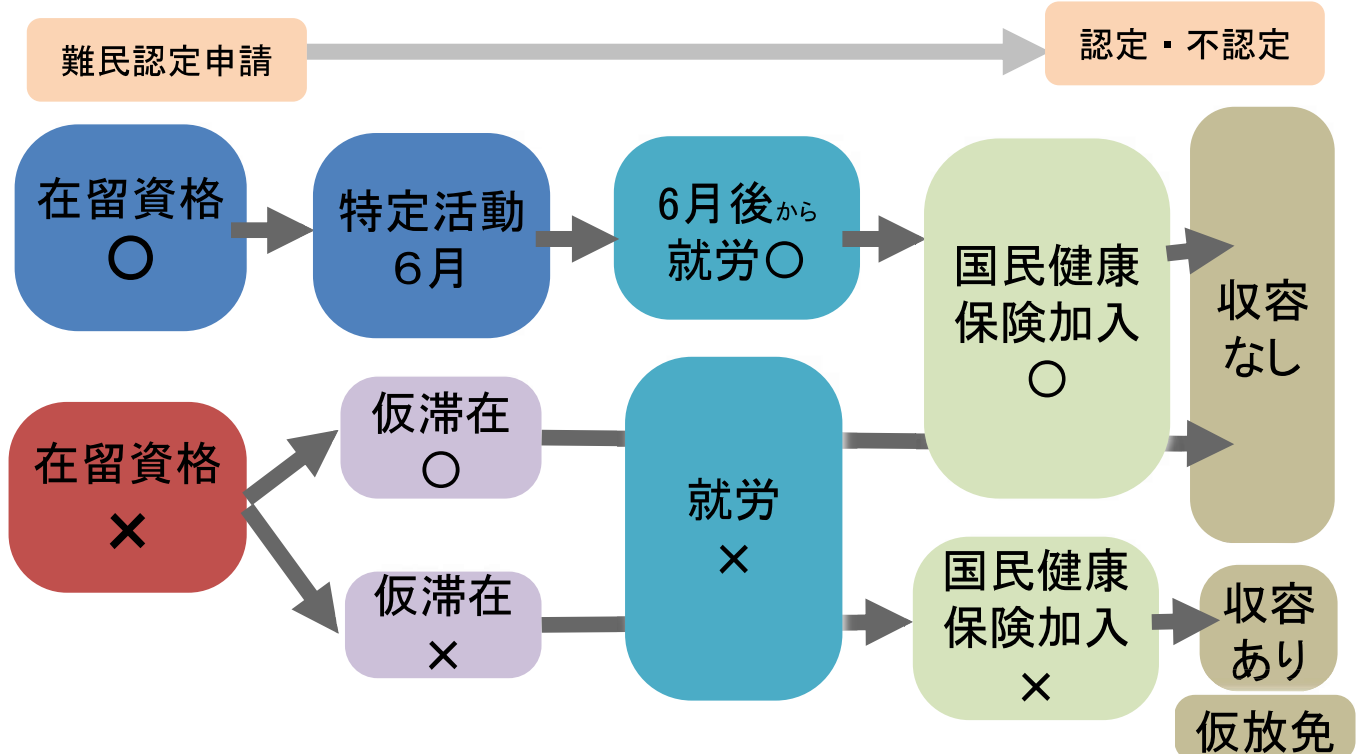 難民認定申請
認定・不認定
在留資格
○
特定活動
６月
6月後から
就労○
国民健康
保険加入
○
収容
なし
在留資格
×
仮滞在
○
仮滞在
×
就労
×
国民健康
保険加入
×
収容
あり
仮放免